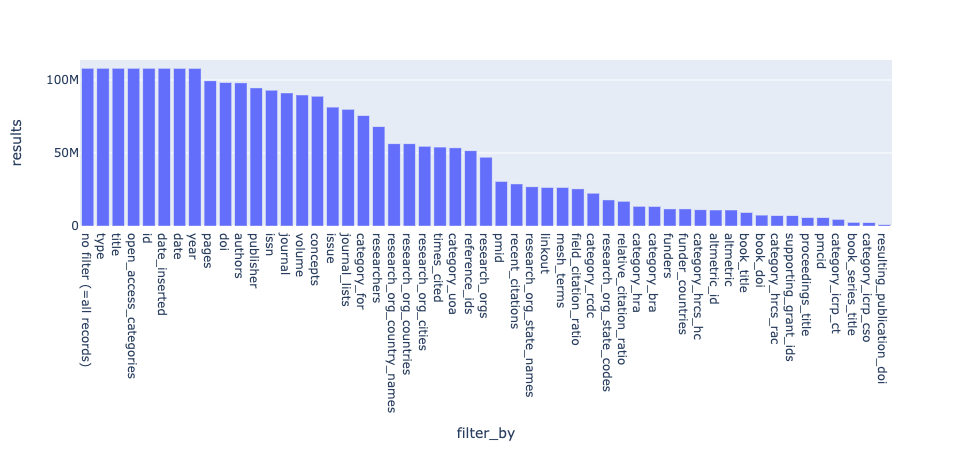 100M
50M
0
results
no filter (=all records)
type
title
open_access_categories
id
date_inserted
date
year
pages
doi
authors
publisher
issn
journal
volume
concepts
issue
journal_lists
category_for
researchers
research_org_country_names
research_org_countries
research_org_cities
times_cited
category_uoa
reference_ids
research_orgs
pmid
recent_citations
research_org_state_names
linkout
mesh_terms
field_citation_ratio
category_rcdc
research_org_state_codes
relative_citation_ratio
category_hra
category_bra
funders
funder_countries
category_hrcs_hc
altmetric_id
altmetric
book_title
book_doi
category_hrcs_rac
supporting_grant_ids
proceedings_title
pmcid
category_icrp_ct
book_series_title
category_icrp_cso
resulting_publication_doi
filter_by